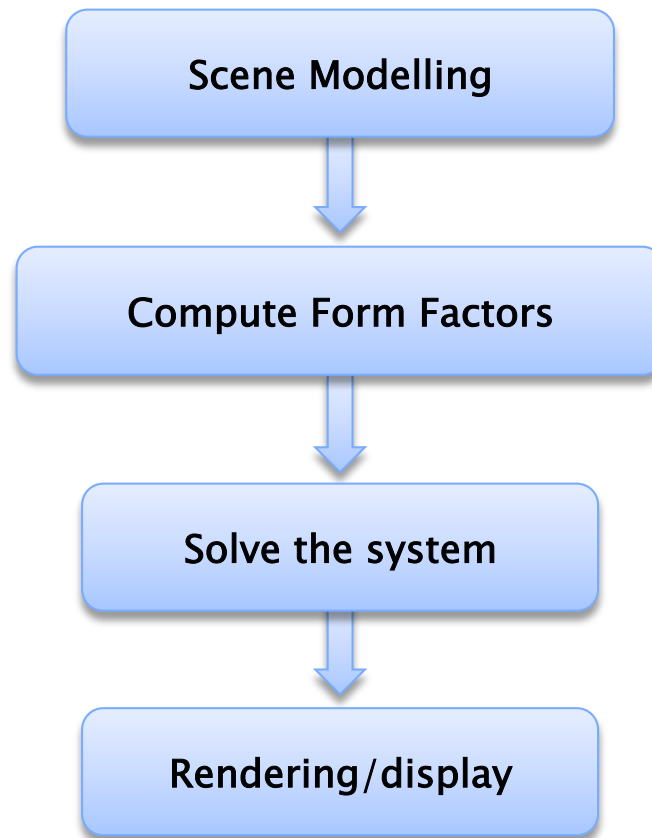 Scene Modelling
Compute Form Factors
Solve the system
Rendering/display